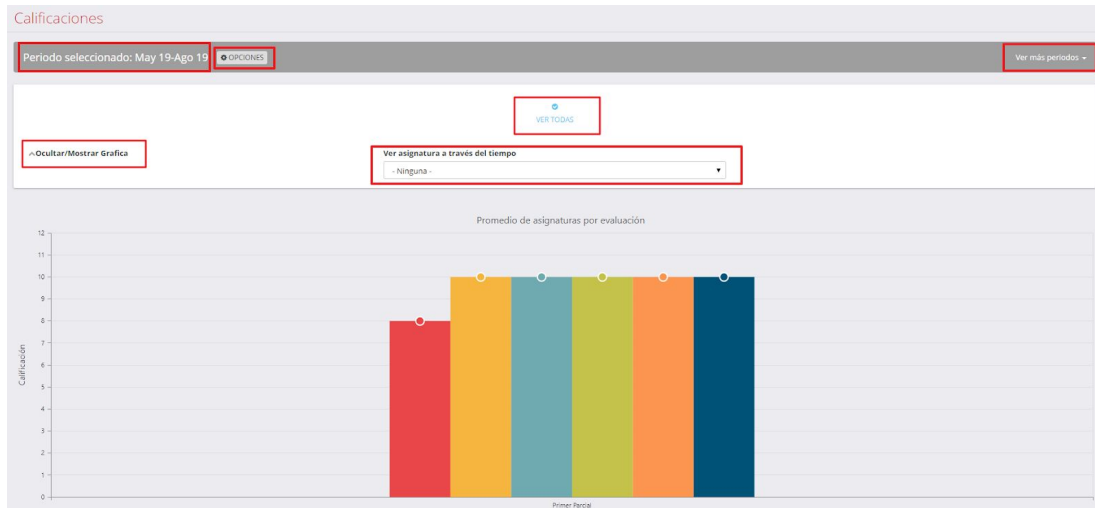 Calificaciones
Periodo seleccionado: May 19-Ago 19 OPCIONES Ver más periodos
VER TODAS
Ocultar/Mostrar Grafica
Ver asignatura a través del tiempo
- Ninguna -
Promedio de asignaturas por evaluación
12
11
10
9
8
7
6
5
4
3
2
1
0
Calificación
Primer Parcial